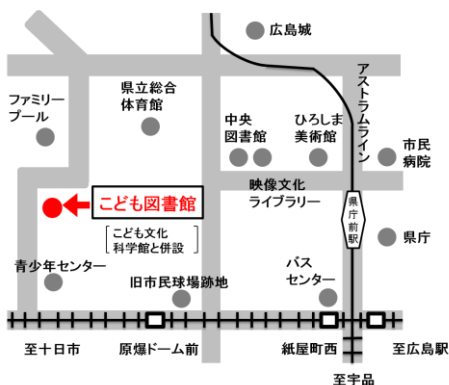 広島城
アストラムライン
県立総合
体育館
ファミリー
プール
中央
図書館
ひろしま
美術館
市民
病院
映像文化
ライブラリー
こども図書館
こども文化
科学館と併設
県庁前駅
県庁
青少年センター
旧市民球場跡地
バス
センター
至十日市
原爆ドーム前
紙屋町西
至広島駅
至宇品